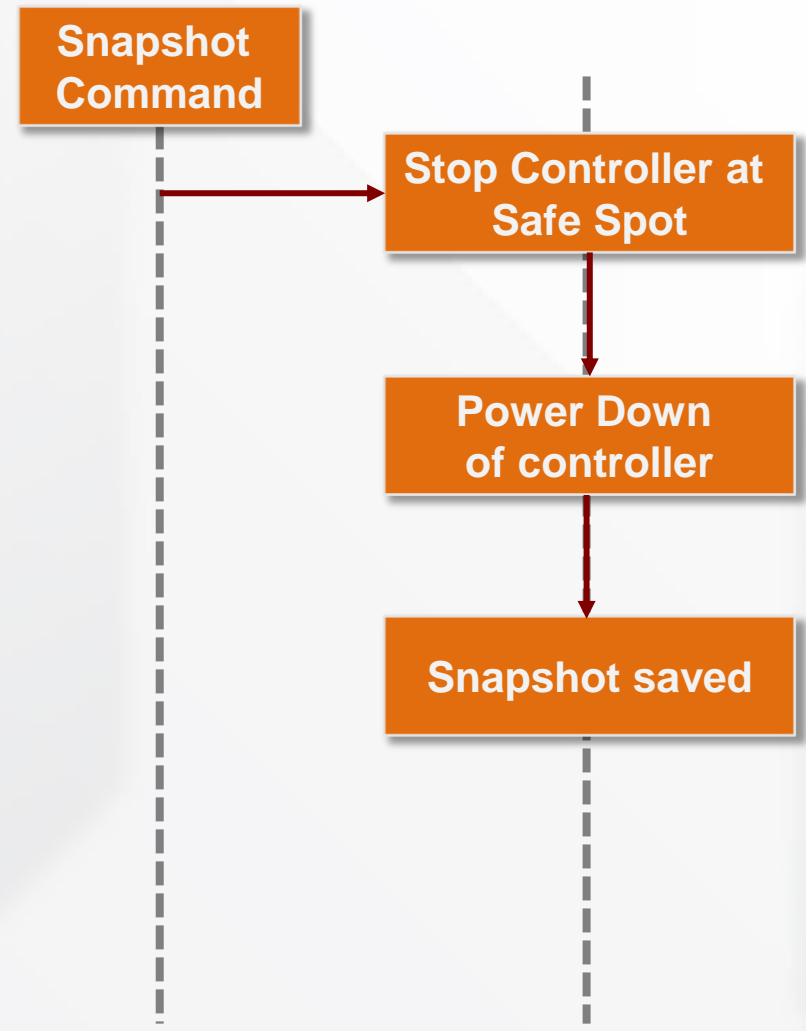 Snapshot
Command
Stop Controller at
Safe Spot
Power Down
of controller
Snapshot saved